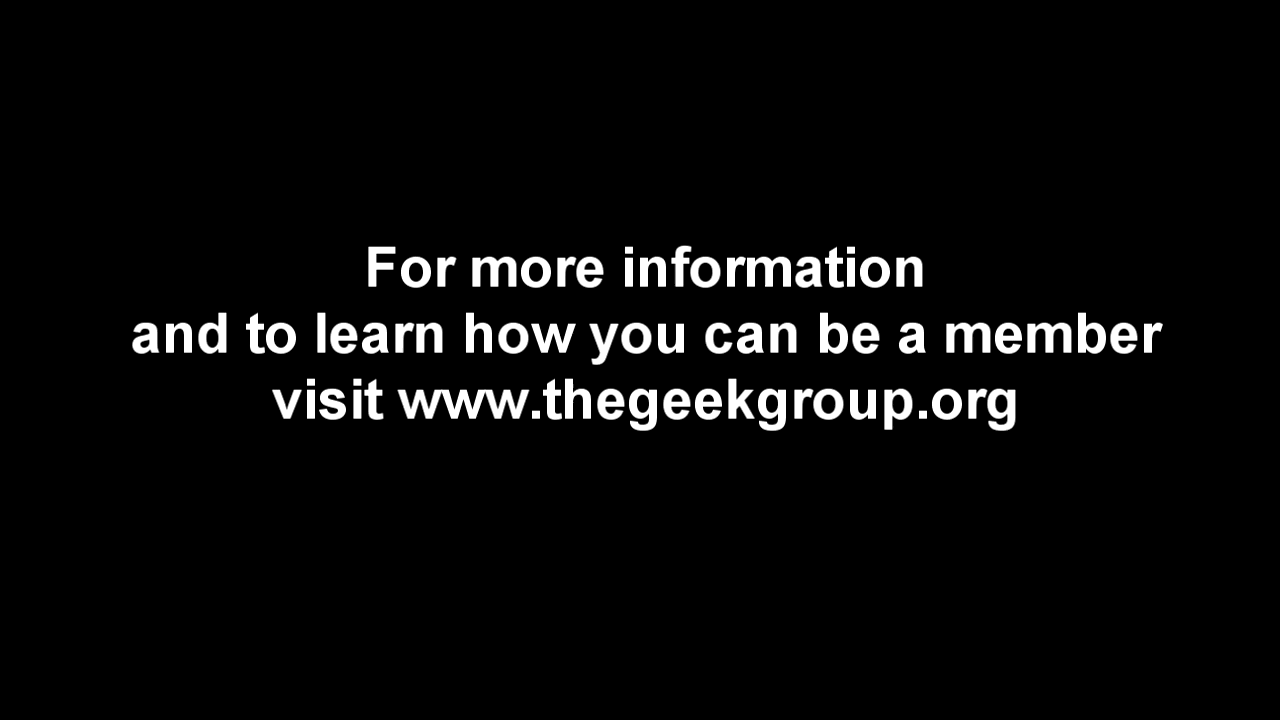 For more information
and to learn how you can be a member
visit www.thegeekgroup.org